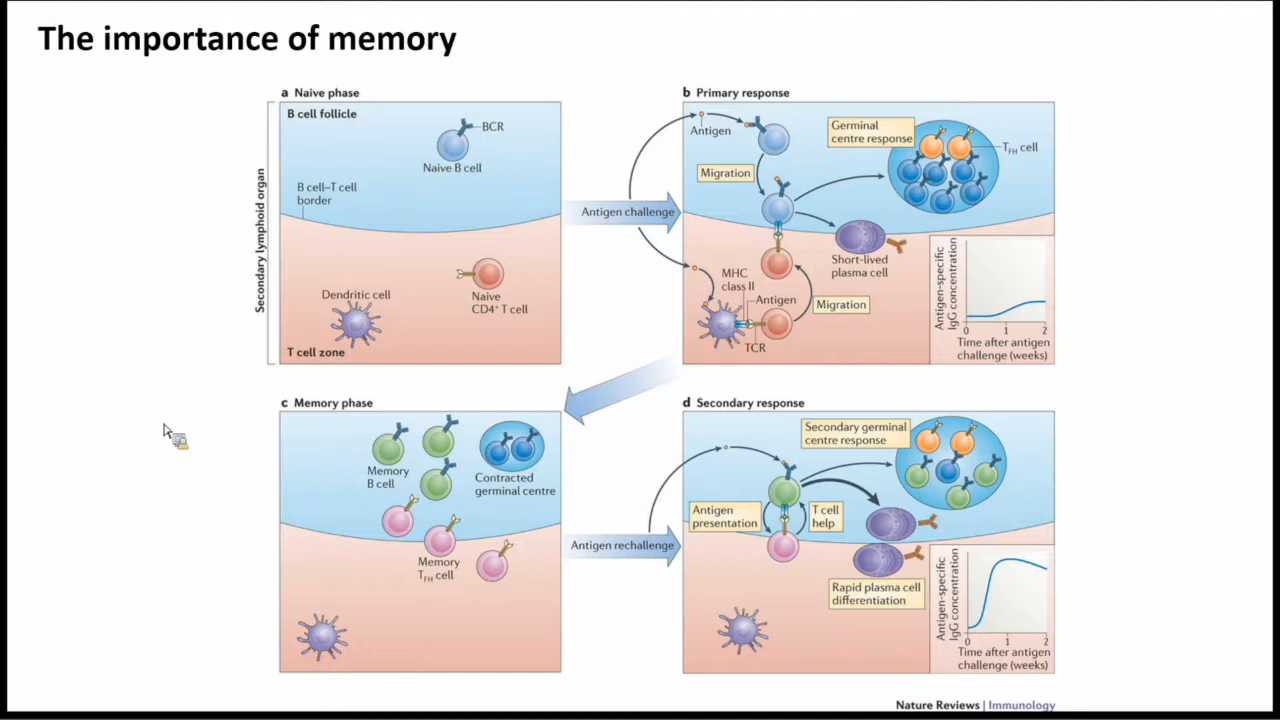 The importance of memory
a Naive phase
B cell follicle
BCR
Naive B cell
B cell–T cell
border
Secondary lymphoid organ
Dendritic cell
Naive
CD4⁺ T cell
T cell zone
Antigen challenge
b Primary response
Antigen
Migration
Germinal
centre response
T_FH cell
Short-lived
plasma cell
MHC
class II
Antigen
Migration
TCR
Antigen-specific
IgG concentration
0 1 2
Time after antigen
challenge (weeks)
c Memory phase
Memory
B cell
Contracted
germinal centre
Memory
T_FH cell
Antigen rechallenge
d Secondary response
Secondary germinal
centre response
Antigen
presentation
T cell
help
Rapid plasma cell
differentiation
Antigen-specific
IgG concentration
0 1 2
Time after antigen
challenge (weeks)
Nature Reviews | Immunology